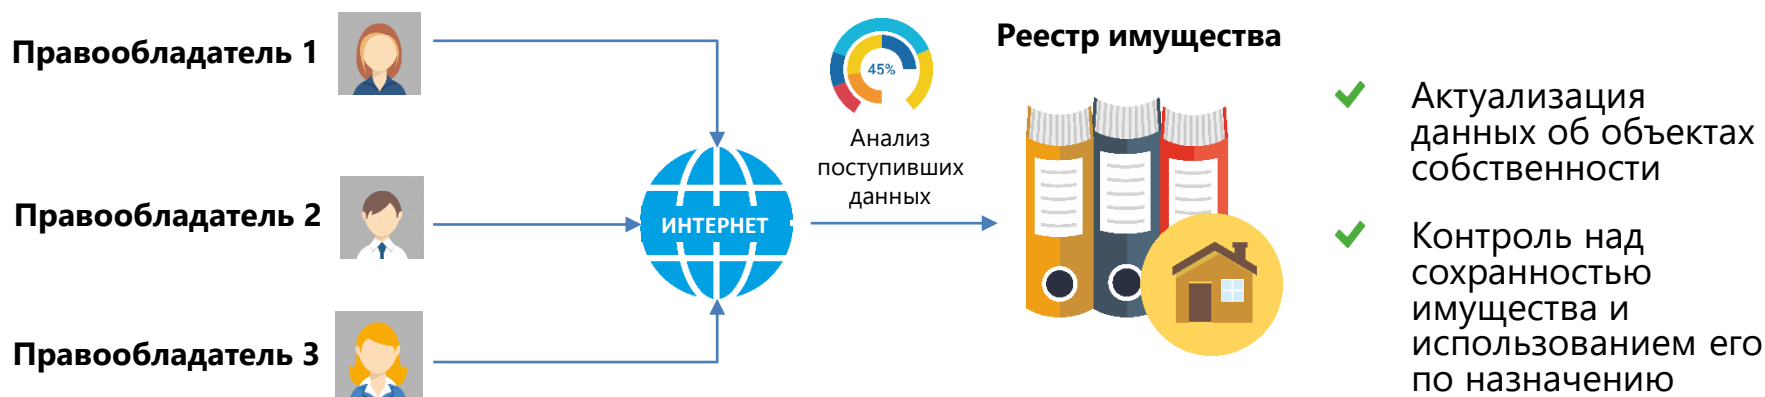 Правообладатель 1
Правообладатель 2
Правообладатель 3
ИНТЕРНЕТ
45%
Анализ
поступивших
данных
Реестр имущества
Актуализация
данных об объектах
собственности
Контроль над
сохранностью
имущества и
использованием его
по назначению